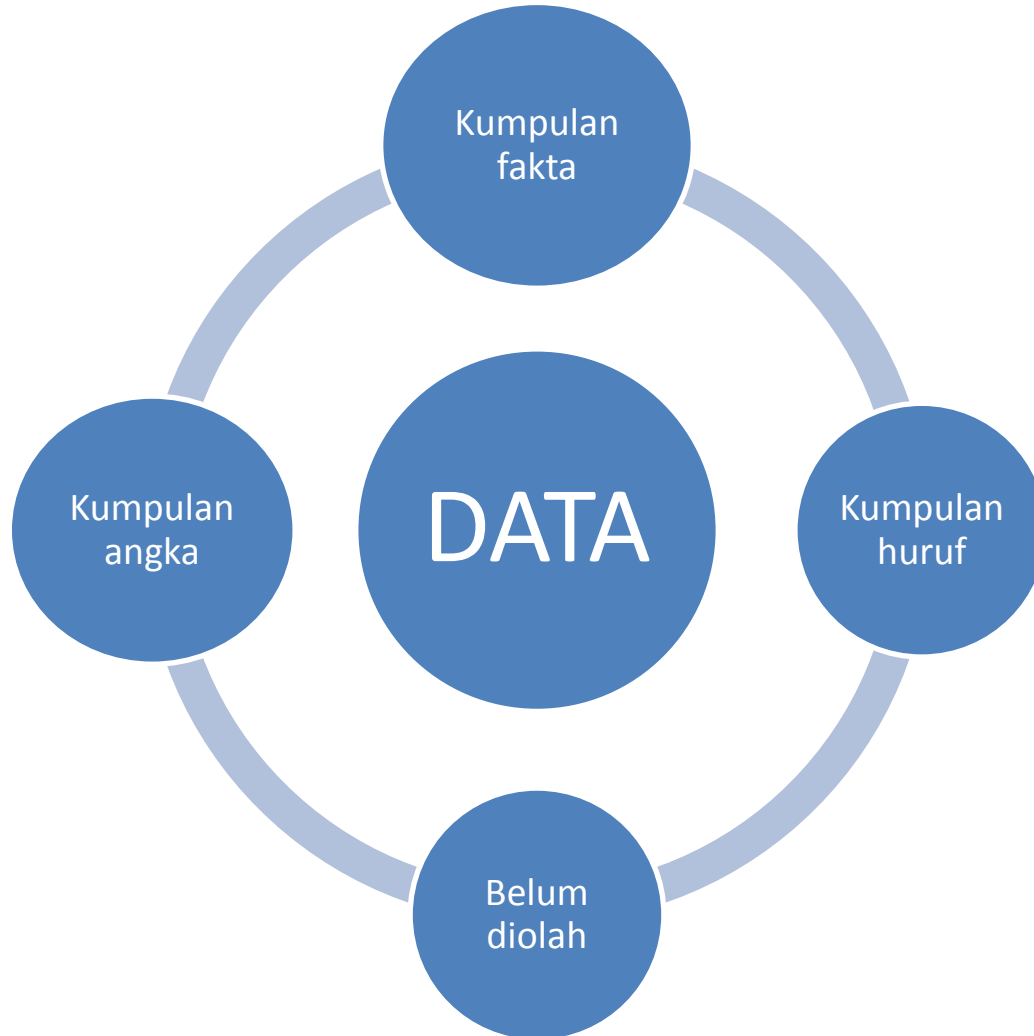 Kumpulan
fakta
Kumpulan
angka
DATA
Kumpulan
huruf
Belum
diolah